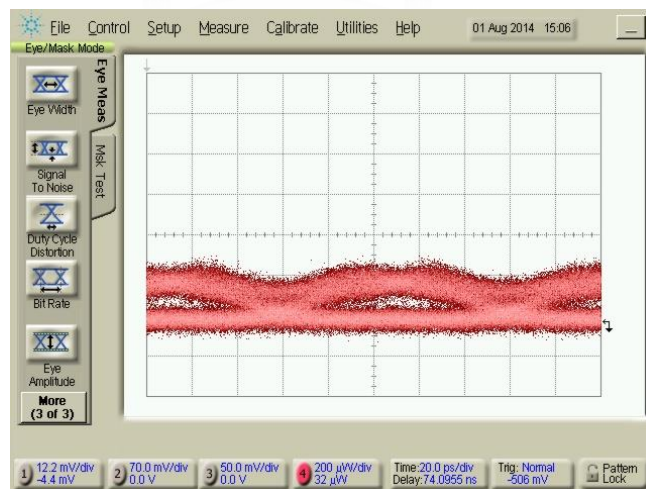 File Control Setup Measure Calibrate Utilities Help 01 Aug 2014 15:06
Eye/Mask Mode
Eye Meas
Msk Test
Eye Width
Signal
To Noise
Duty Cycle
Distortion
Bit Rate
Eye
Amplitude
More
(3 of 3)
1 12.2 mV/div
-4.4 mV
2 70.0 mV/div
0.0 V
3 50.0 mV/div
0.0 V
4 200 µW/div
32 µW
Time:20.0 ps/div
Delay:74.0955 ns
Trig: Normal
-506 mV
Pattern
Lock